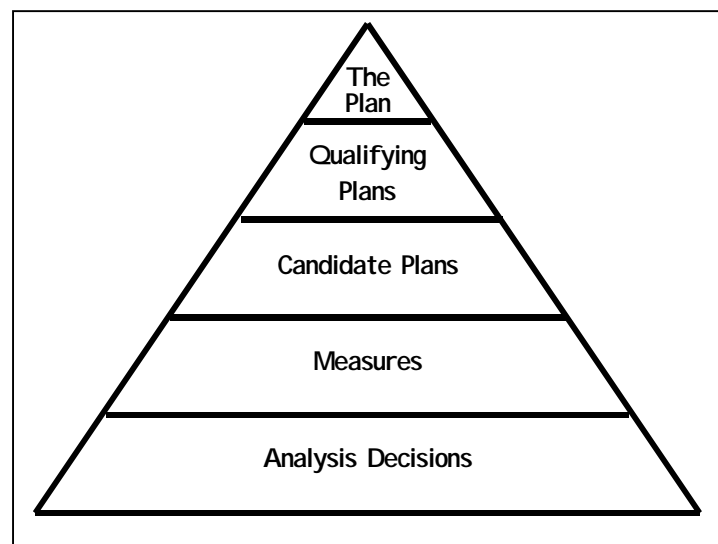 The
Plan
Qualifying
Plans
Candidate Plans
Measures
Analysis Decisions